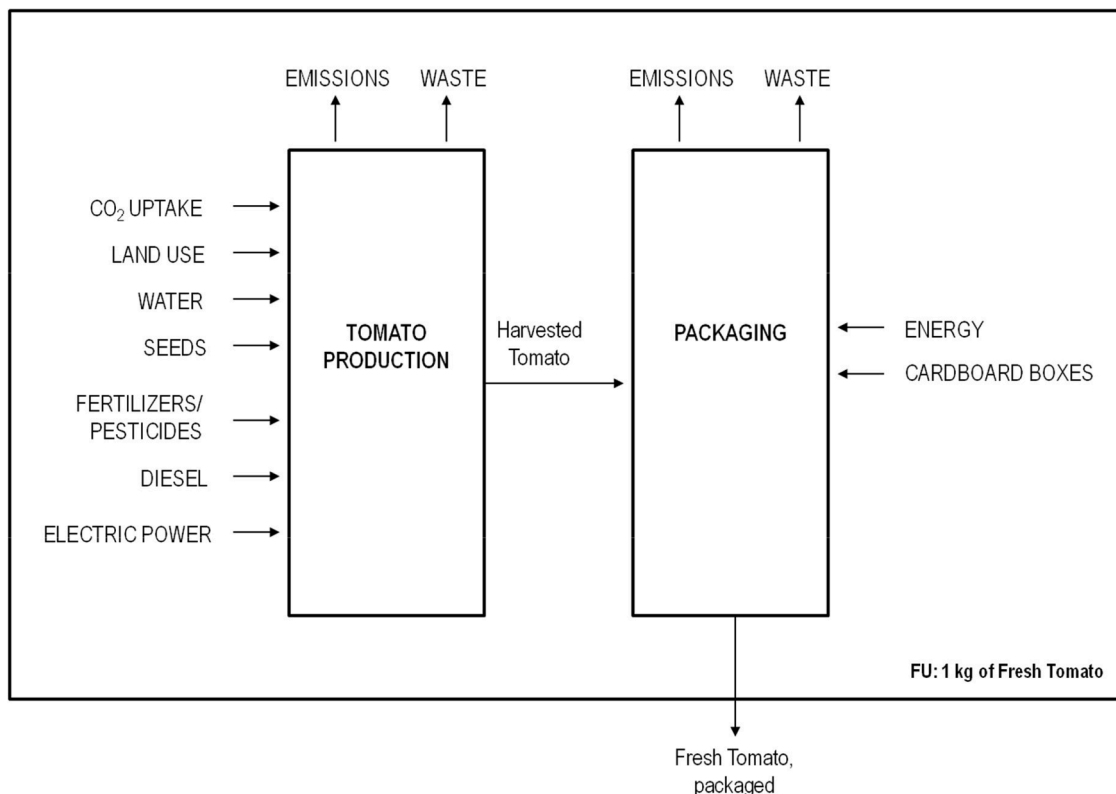 EMISSIONS
WASTE
EMISSIONS
WASTE
CO₂ UPTAKE
LAND USE
WATER
SEEDS
FERTILIZERS/
PESTICIDES
DIESEL
ELECTRIC POWER
TOMATO
PRODUCTION
Harvested
Tomato
PACKAGING
ENERGY
CARDBOARD BOXES
FU: 1 kg of Fresh Tomato
Fresh Tomato,
packaged